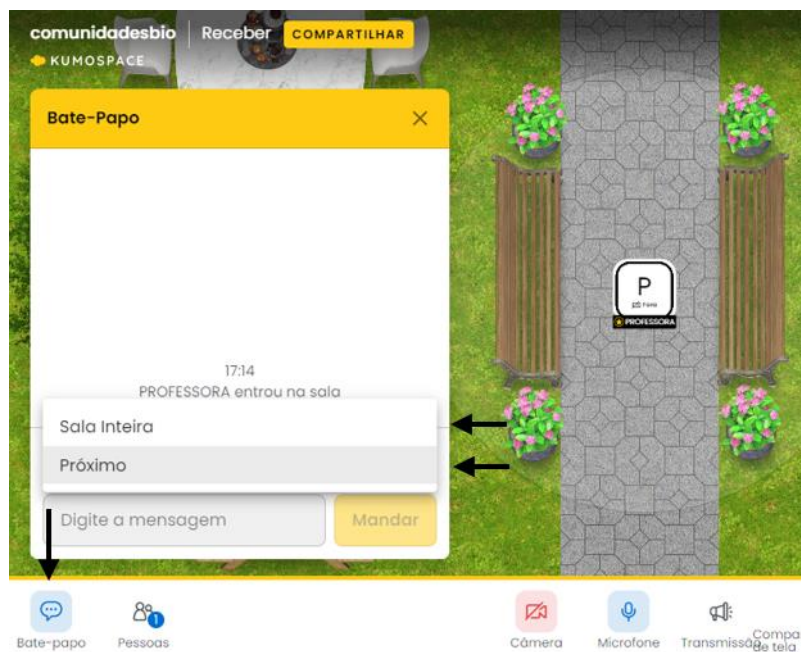 comunidadesbio Receber COMPARTILHAR
KUMOSPACE
Bate-Papo
17:14
PROFESSORA entrou na sala
Sala Inteira
Próximo
Digite a mensagem Mandar
P
PROFESSORA
1
Bate-papo Pessoas Câmera Microfone Transmissão Compa
de tela